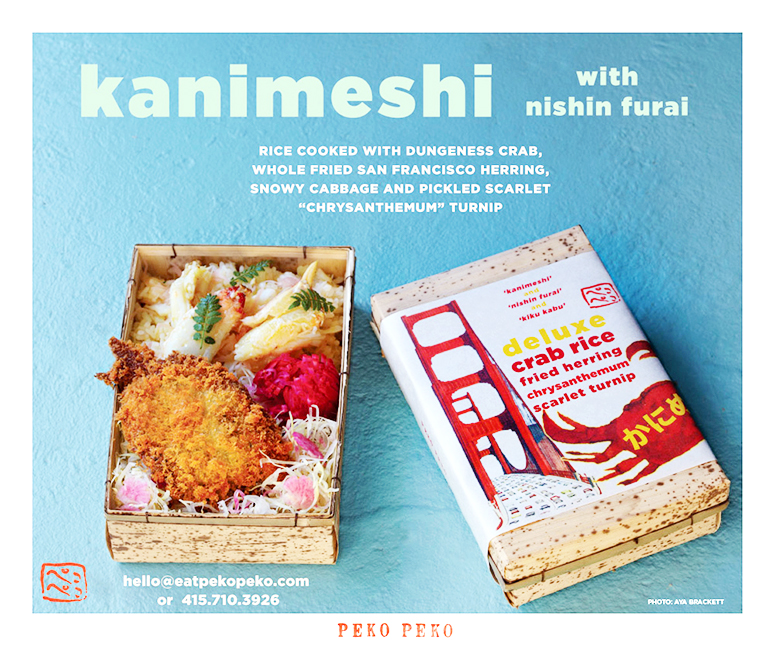 kanimeshi
with
nishin furai
RICE COOKED WITH DUNGENESS CRAB,
WHOLE FRIED SAN FRANCISCO HERRING,
SNOWY CABBAGE AND PICKLED SCARLET
“CHRYSANTHEMUM” TURNIP
'kanimeshi'
and
'nishin furai'
and
'kiku kabu'
deluxe
crab rice
fried herring
chrysanthemum
scarlet turnip
かにめ
hello@eatpekopeko.com
or 415.710.3926
PHOTO: AYA BRACKETT
PEKO PEKO